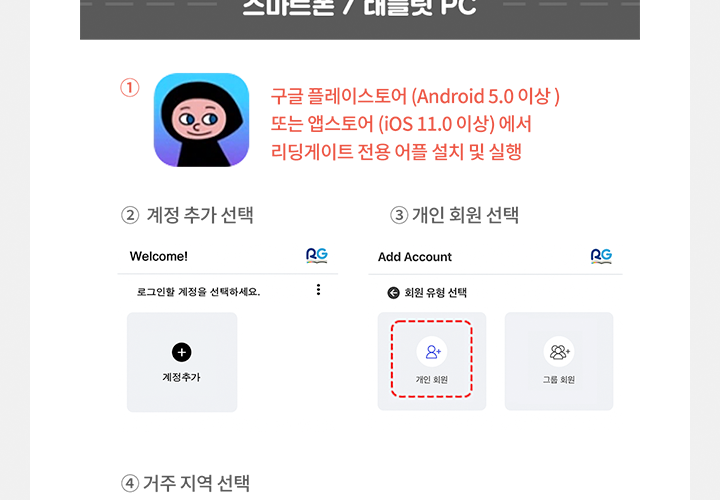 스마트폰 / 태블릿 PC
① 구글 플레이스토어 (Android 5.0 이상 )
또는 앱스토어 (iOS 11.0 이상) 에서
리딩게이트 전용 어플 설치 및 실행
② 계정 추가 선택
Welcome!
RG
로그인할 계정을 선택하세요.
계정추가
③ 개인 회원 선택
Add Account
RG
회원 유형 선택
개인 회원
그룹 회원
④ 거주 지역 선택